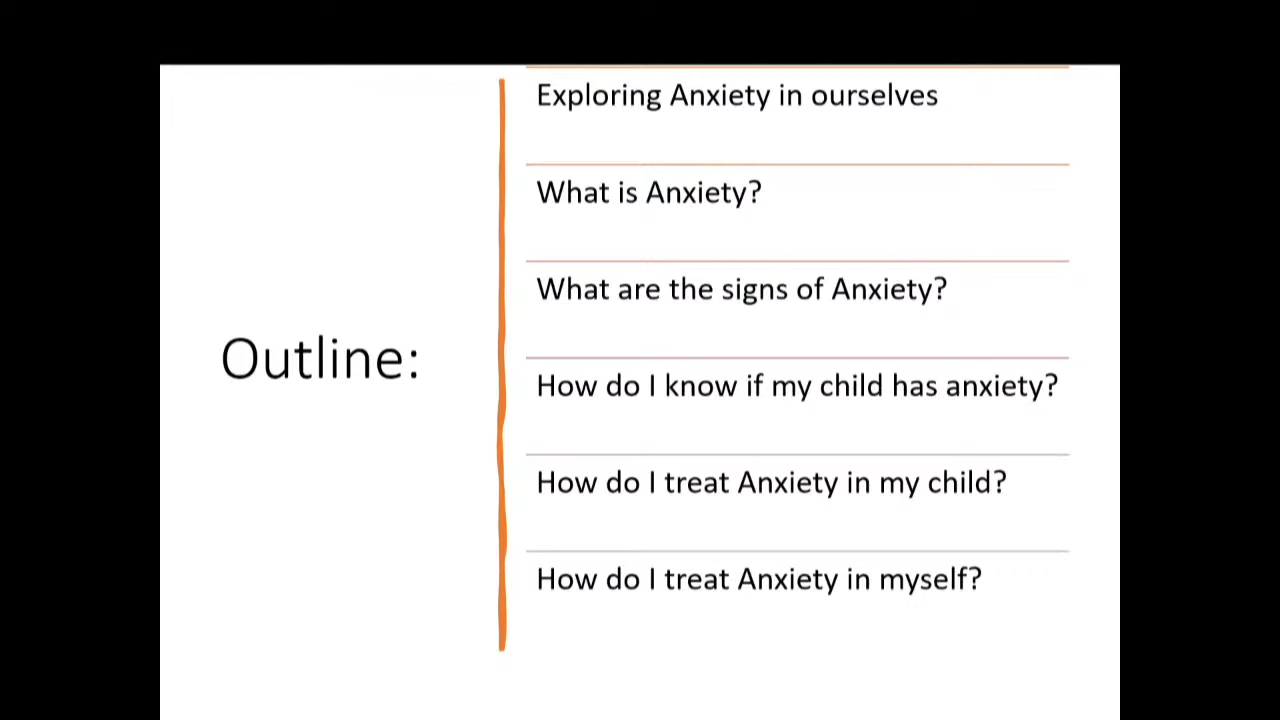 Outline:
Exploring Anxiety in ourselves
What is Anxiety?
What are the signs of Anxiety?
How do I know if my child has anxiety?
How do I treat Anxiety in my child?
How do I treat Anxiety in myself?